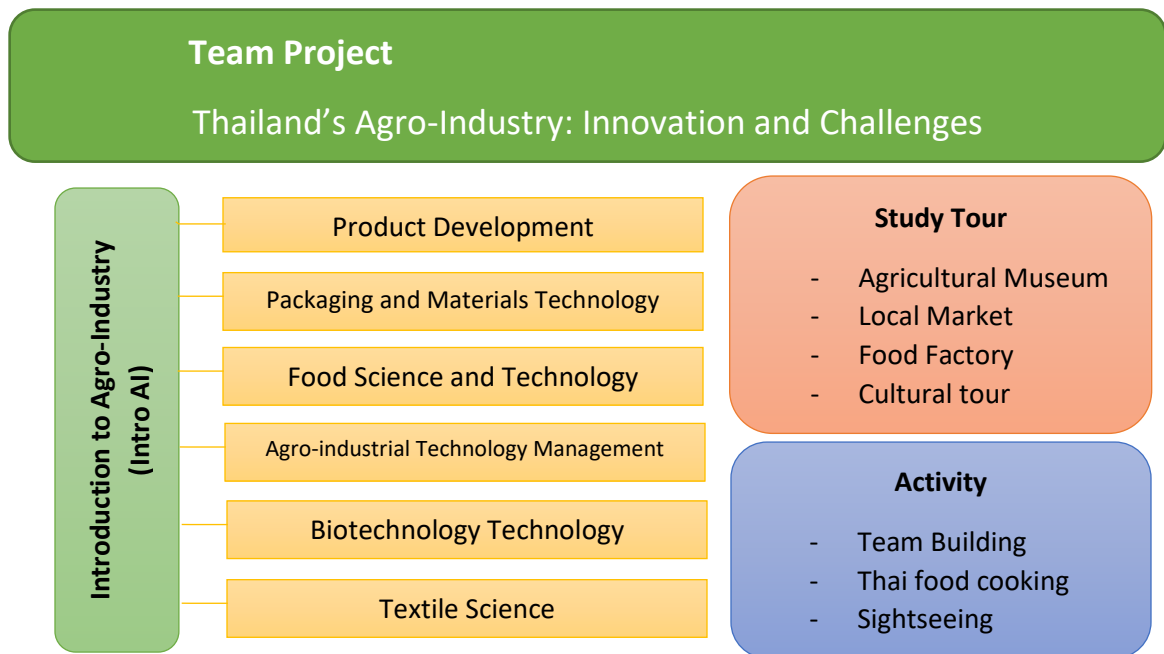 Team Project
Thailand’s Agro-Industry: Innovation and Challenges
Introduction to Agro-Industry
(Intro AI)
Product Development
Packaging and Materials Technology
Food Science and Technology
Agro-industrial Technology Management
Biotechnology Technology
Textile Science
Study Tour
- Agricultural Museum
- Local Market
- Food Factory
- Cultural tour
Activity
- Team Building
- Thai food cooking
- Sightseeing